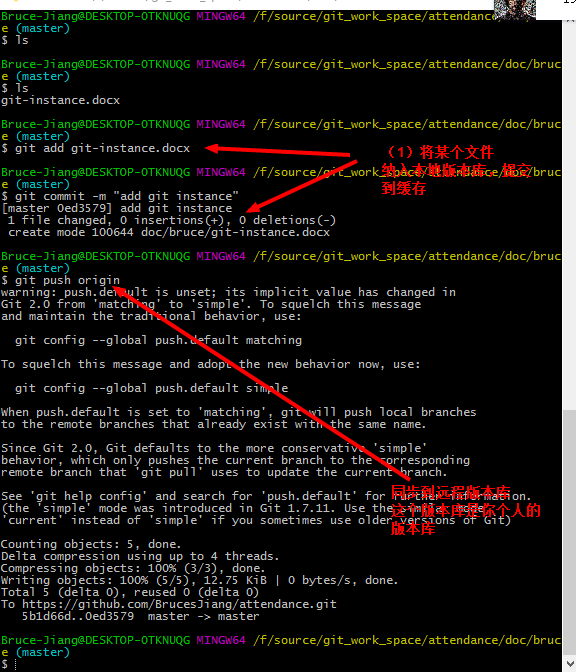 Bruce-Jiang@DESKTOP-OTKNUQG MINGW64 /f/source/git_work_space/attendance/doc/bruc
e (master)
$ ls
Bruce-Jiang@DESKTOP-OTKNUQG MINGW64 /f/source/git_work_space/attendance/doc/bruc
e (master)
$ ls
git-instance.docx
Bruce-Jiang@DESKTOP-OTKNUQG MINGW64 /f/source/git_work_space/attendance/doc/bruc
e (master)
$ git add git-instance.docx
(1)将某个文件
纳入本地版本库,提交
到缓存
Bruce-Jiang@DESKTOP-OTKNUQG MINGW64 /f/source/git_work_space/attendance/doc/bruc
e (master)
$ git commit -m "add git instance"
[master 0ed3579] add git instance
1 file changed, 0 insertions(+), 0 deletions(-)
create mode 100644 doc/bruce/git-instance.docx
Bruce-Jiang@DESKTOP-OTKNUQG MINGW64 /f/source/git_work_space/attendance/doc/bruc
e (master)
$ git push origin
warning: push.default is unset; its implicit value has changed in
Git 2.0 from 'matching' to 'simple'. To squelch this message
and maintain the traditional behavior, use:
git config --global push.default matching
To squelch this message and adopt the new behavior now, use:
git config --global push.default simple
When push.default is set to 'matching', git will push local branches
to the remote branches that already exist with the same name.
Since Git 2.0, Git defaults to the more conservative 'simple'
behavior, which only pushes the current branch to the corresponding
remote branch that 'git pull' uses to update the current branch.
See 'git help config' and search for 'push.default' for further information.
(the 'simple' mode was introduced in Git 1.7.11. Use the similar mode
'current' instead of 'simple' if you sometimes use older versions of Git)
同步到远程版本库
这个版本库是你个人的
版本库
Counting objects: 5, done.
Delta compression using up to 4 threads.
Compressing objects: 100% (3/3), done.
Writing objects: 100% (5/5), 12.75 KiB | 0 bytes/s, done.
Total 5 (delta 0), reused 0 (delta 0)
To https://github.com/BrucesJiang/attendance.git
5b1d66d..0ed3579 master -> master
Bruce-Jiang@DESKTOP-OTKNUQG MINGW64 /f/source/git_work_space/attendance/doc/bruc
e (master)
$